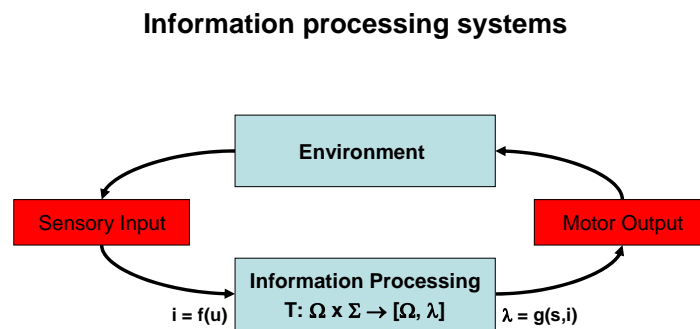 Information processing systems
Environment
Sensory Input
Motor Output
Information Processing
i = f(u)
T: Ω x Σ → [Ω, λ]
λ = g(s,i)